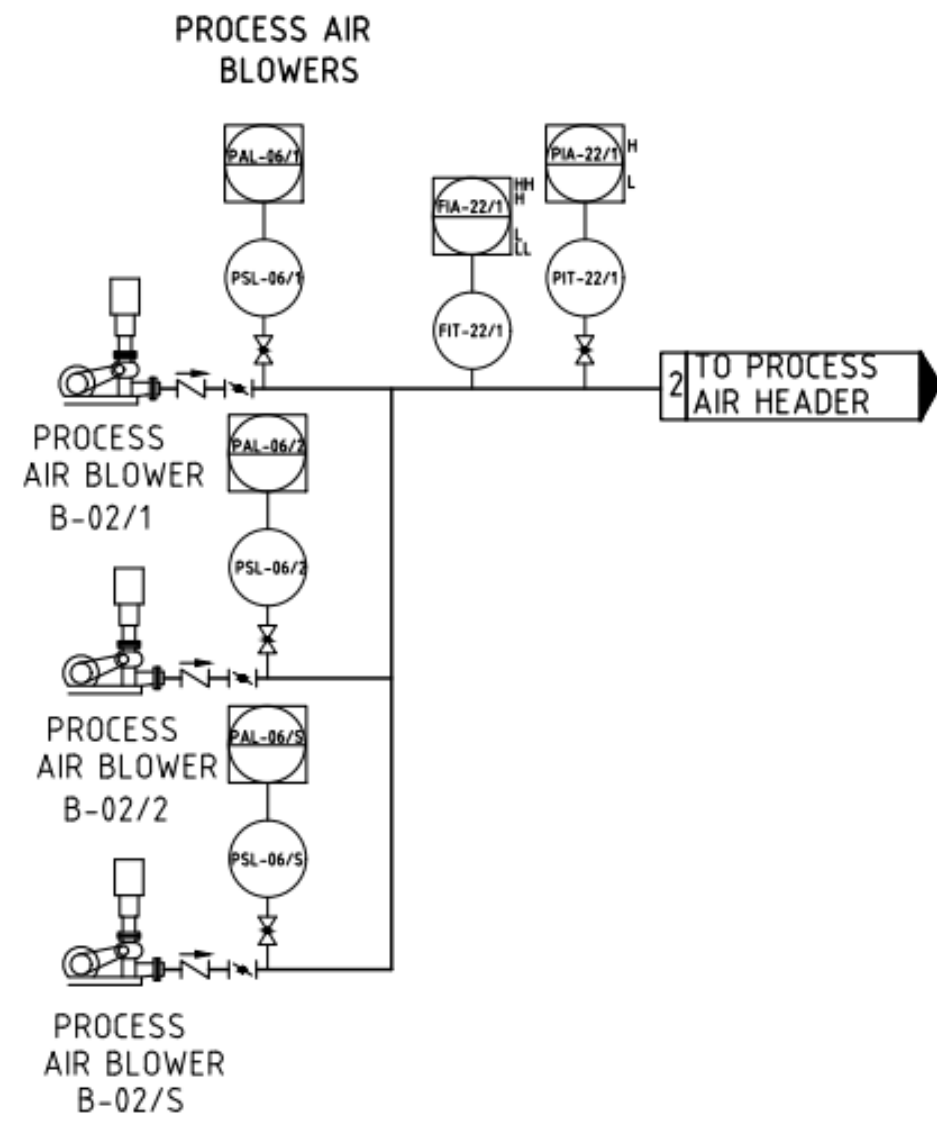 PROCESS AIR
BLOWERS
PAL-06/1
PIA-22/1
H
L
FIA-22/1
HH
H
L
LL
PSL-06/1
PIT-22/1
FIT-22/1
2
TO PROCESS
AIR HEADER
PROCESS
AIR BLOWER
B-02/1
PAL-06/2
PSL-06/2
PROCESS
AIR BLOWER
B-02/2
PAL-06/S
PSL-06/S
PROCESS
AIR BLOWER
B-02/S